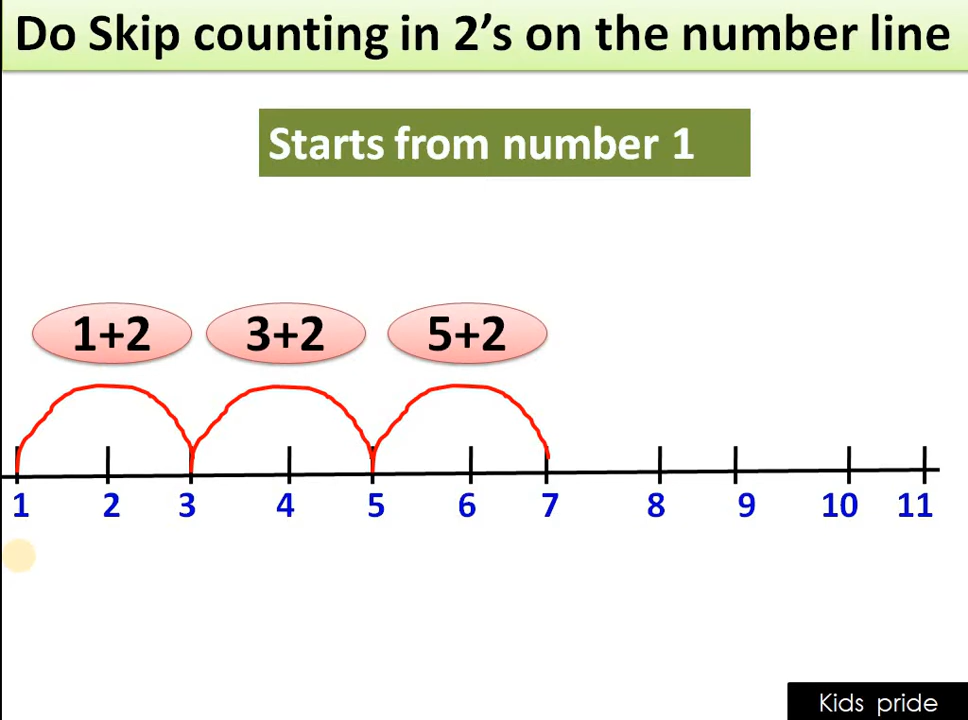 Do Skip counting in 2’s on the number line
Starts from number 1
1+2 3+2 5+2
1 2 3 4 5 6 7 8 9 10 11
Kids pride